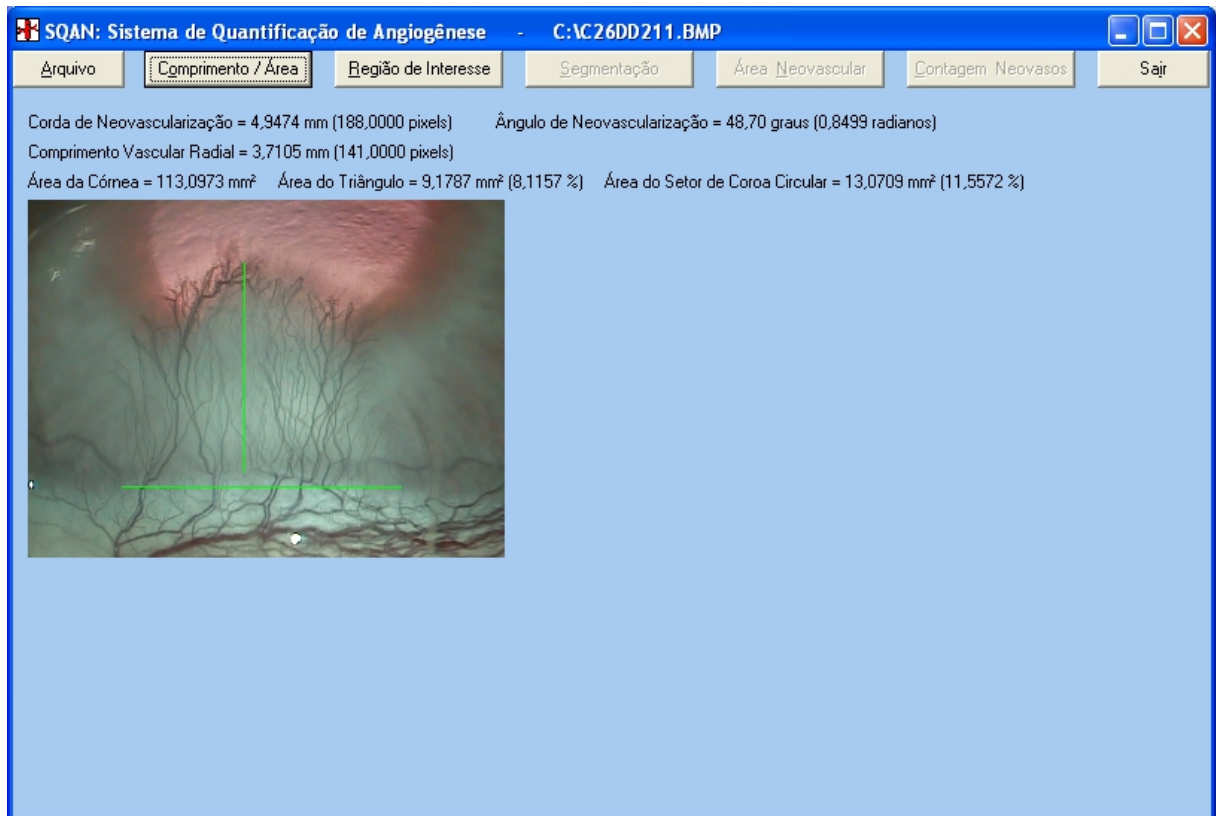 SQAN: Sistema de Quantificação de Angiogênese - C:\C26DD211.BMP
Arquivo Comprimento / Área Região de Interesse Segmentação Área Neovascular Contagem Neovasos Sair
Corda de Neovascularização = 4,9474 mm (188,0000 pixels) Ângulo de Neovascularização = 48,70 graus (0,8499 radianos)
Comprimento Vascular Radial = 3,7105 mm (141,0000 pixels)
Área da Córnea = 113,0973 mm² Área do Triângulo = 9,1787 mm² (8,1157 %) Área do Setor de Coroa Circular = 13,0709 mm² (11,5572 %)